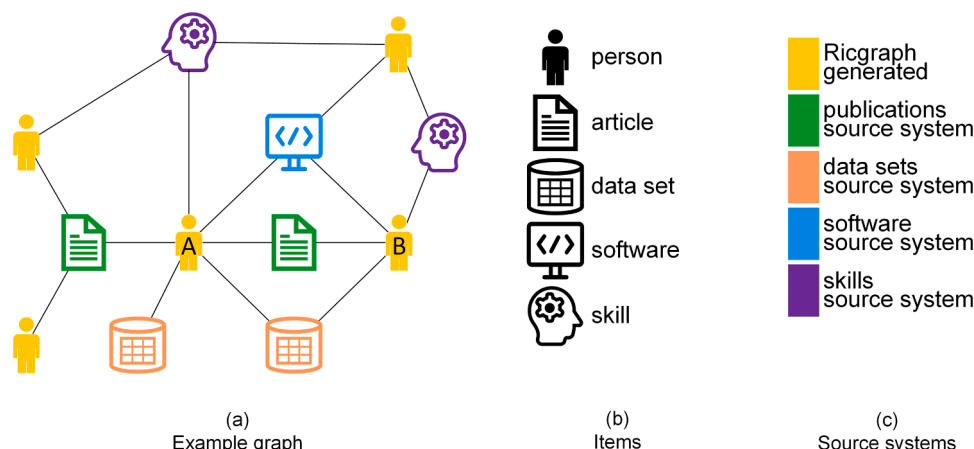 A
B
(a)
Example graph
person
article
data set
software
skill
(b)
Items
Ricgraph
generated
publications
source system
data sets
source system
software
source system
skills
source system
(c)
Source systems